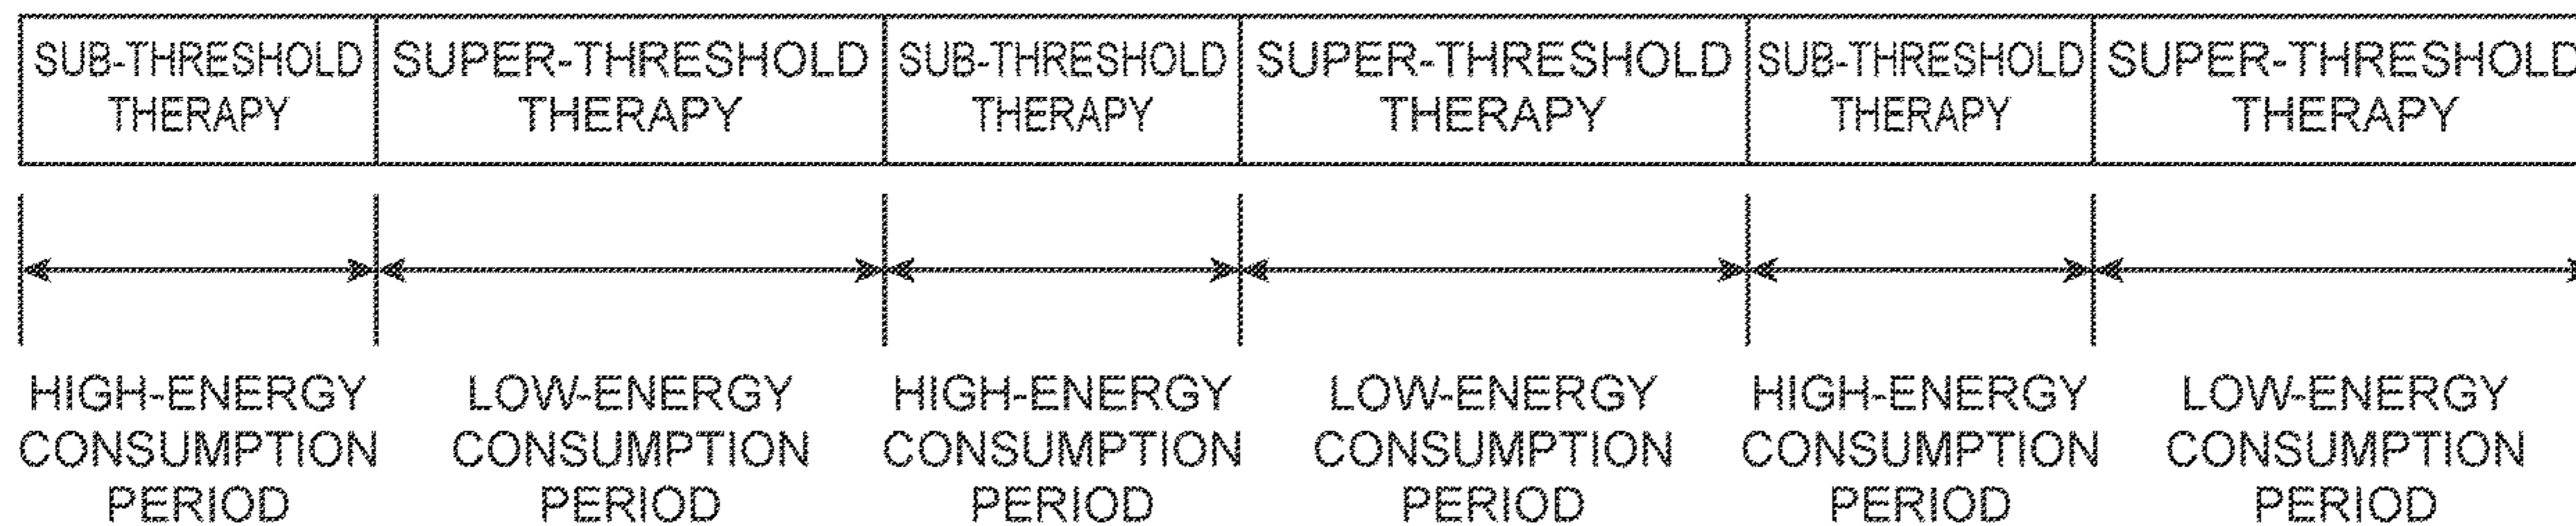 SUB-THRESHOLD SUPER-THRESHOLD SUB-THRESHOLD SUPER-THRESHOLD SUB-THRESHOLD SUPER-THRESHOLD
THERAPY THERAPY THERAPY THERAPY THERAPY THERAPY
HIGH-ENERGY LOW-ENERGY HIGH-ENERGY LOW-ENERGY HIGH-ENERGY LOW-ENERGY
CONSUMPTION CONSUMPTION CONSUMPTION CONSUMPTION CONSUMPTION CONSUMPTION
PERIOD PERIOD PERIOD PERIOD PERIOD PERIOD